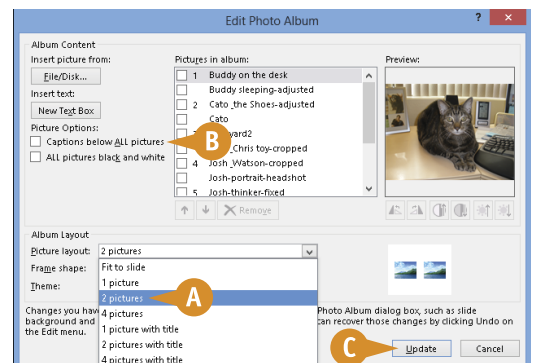 Edit Photo Album
? ×
Album Content
Insert picture from:
File/Disk...
Insert text:
New Text Box
Picture Options:
Captions below ALL pictures
ALL pictures black and white
Pictures in album:
1 Buddy on the desk
Buddy sleeping-adjusted
2 Cato ,the Shoes-adjusted
Cato
Chris toy-cropped
4 Josh ,Watson-cropped
Josh-portrait-headshot
5 Josh-thinker-fixed
Remove
Preview:
B
Album Layout
Picture layout: 2 pictures
Frame shape:
Theme:
Fit to slide
1 picture
2 pictures
4 pictures
1 picture with title
2 pictures with title
4 pictures with title
A
Changes you hav Photo Album dialog box, such as slide
background and can recover those changes by clicking Undo on
the Edit menu.
C
Update
Cancel